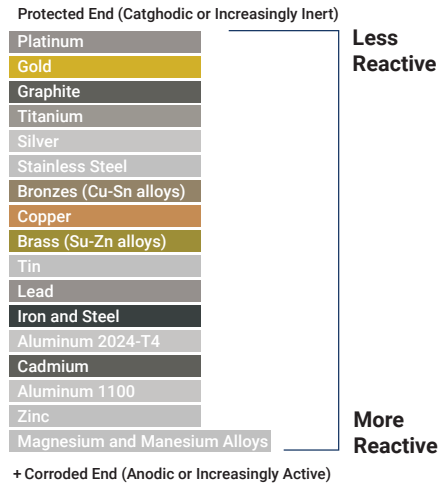 Protected End (Catghodic or Increasingly Inert)
Platinum
Gold
Graphite
Titanium
Silver
Stainless Steel
Bronzes (Cu-Sn alloys)
Copper
Brass (Su-Zn alloys)
Tin
Lead
Iron and Steel
Aluminum 2024-T4
Cadmium
Aluminum 1100
Zinc
Magnesium and Manesium Alloys
+ Corroded End (Anodic or Increasingly Active)
Less
Reactive
More
Reactive